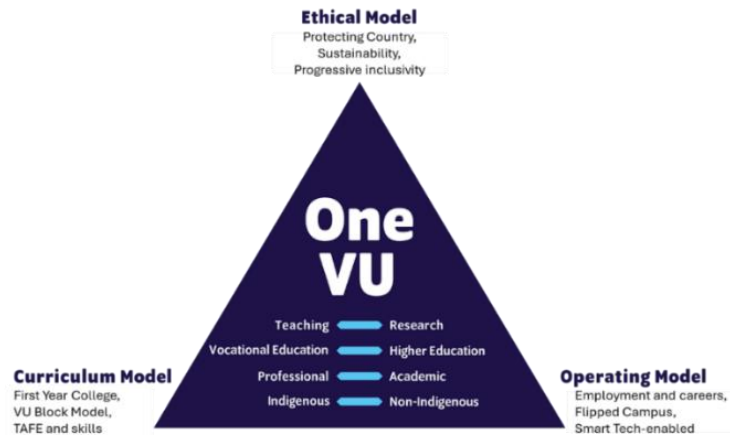 Ethical Model
Protecting Country,
Sustainability,
Progressive inclusivity
One
VU
Teaching Research
Vocational Education Higher Education
Professional Academic
Indigenous Non-Indigenous
Curriculum Model
First Year College,
VU Block Model,
TAFE and skills
Operating Model
Employment and careers,
Flipped Campus,
Smart Tech-enabled